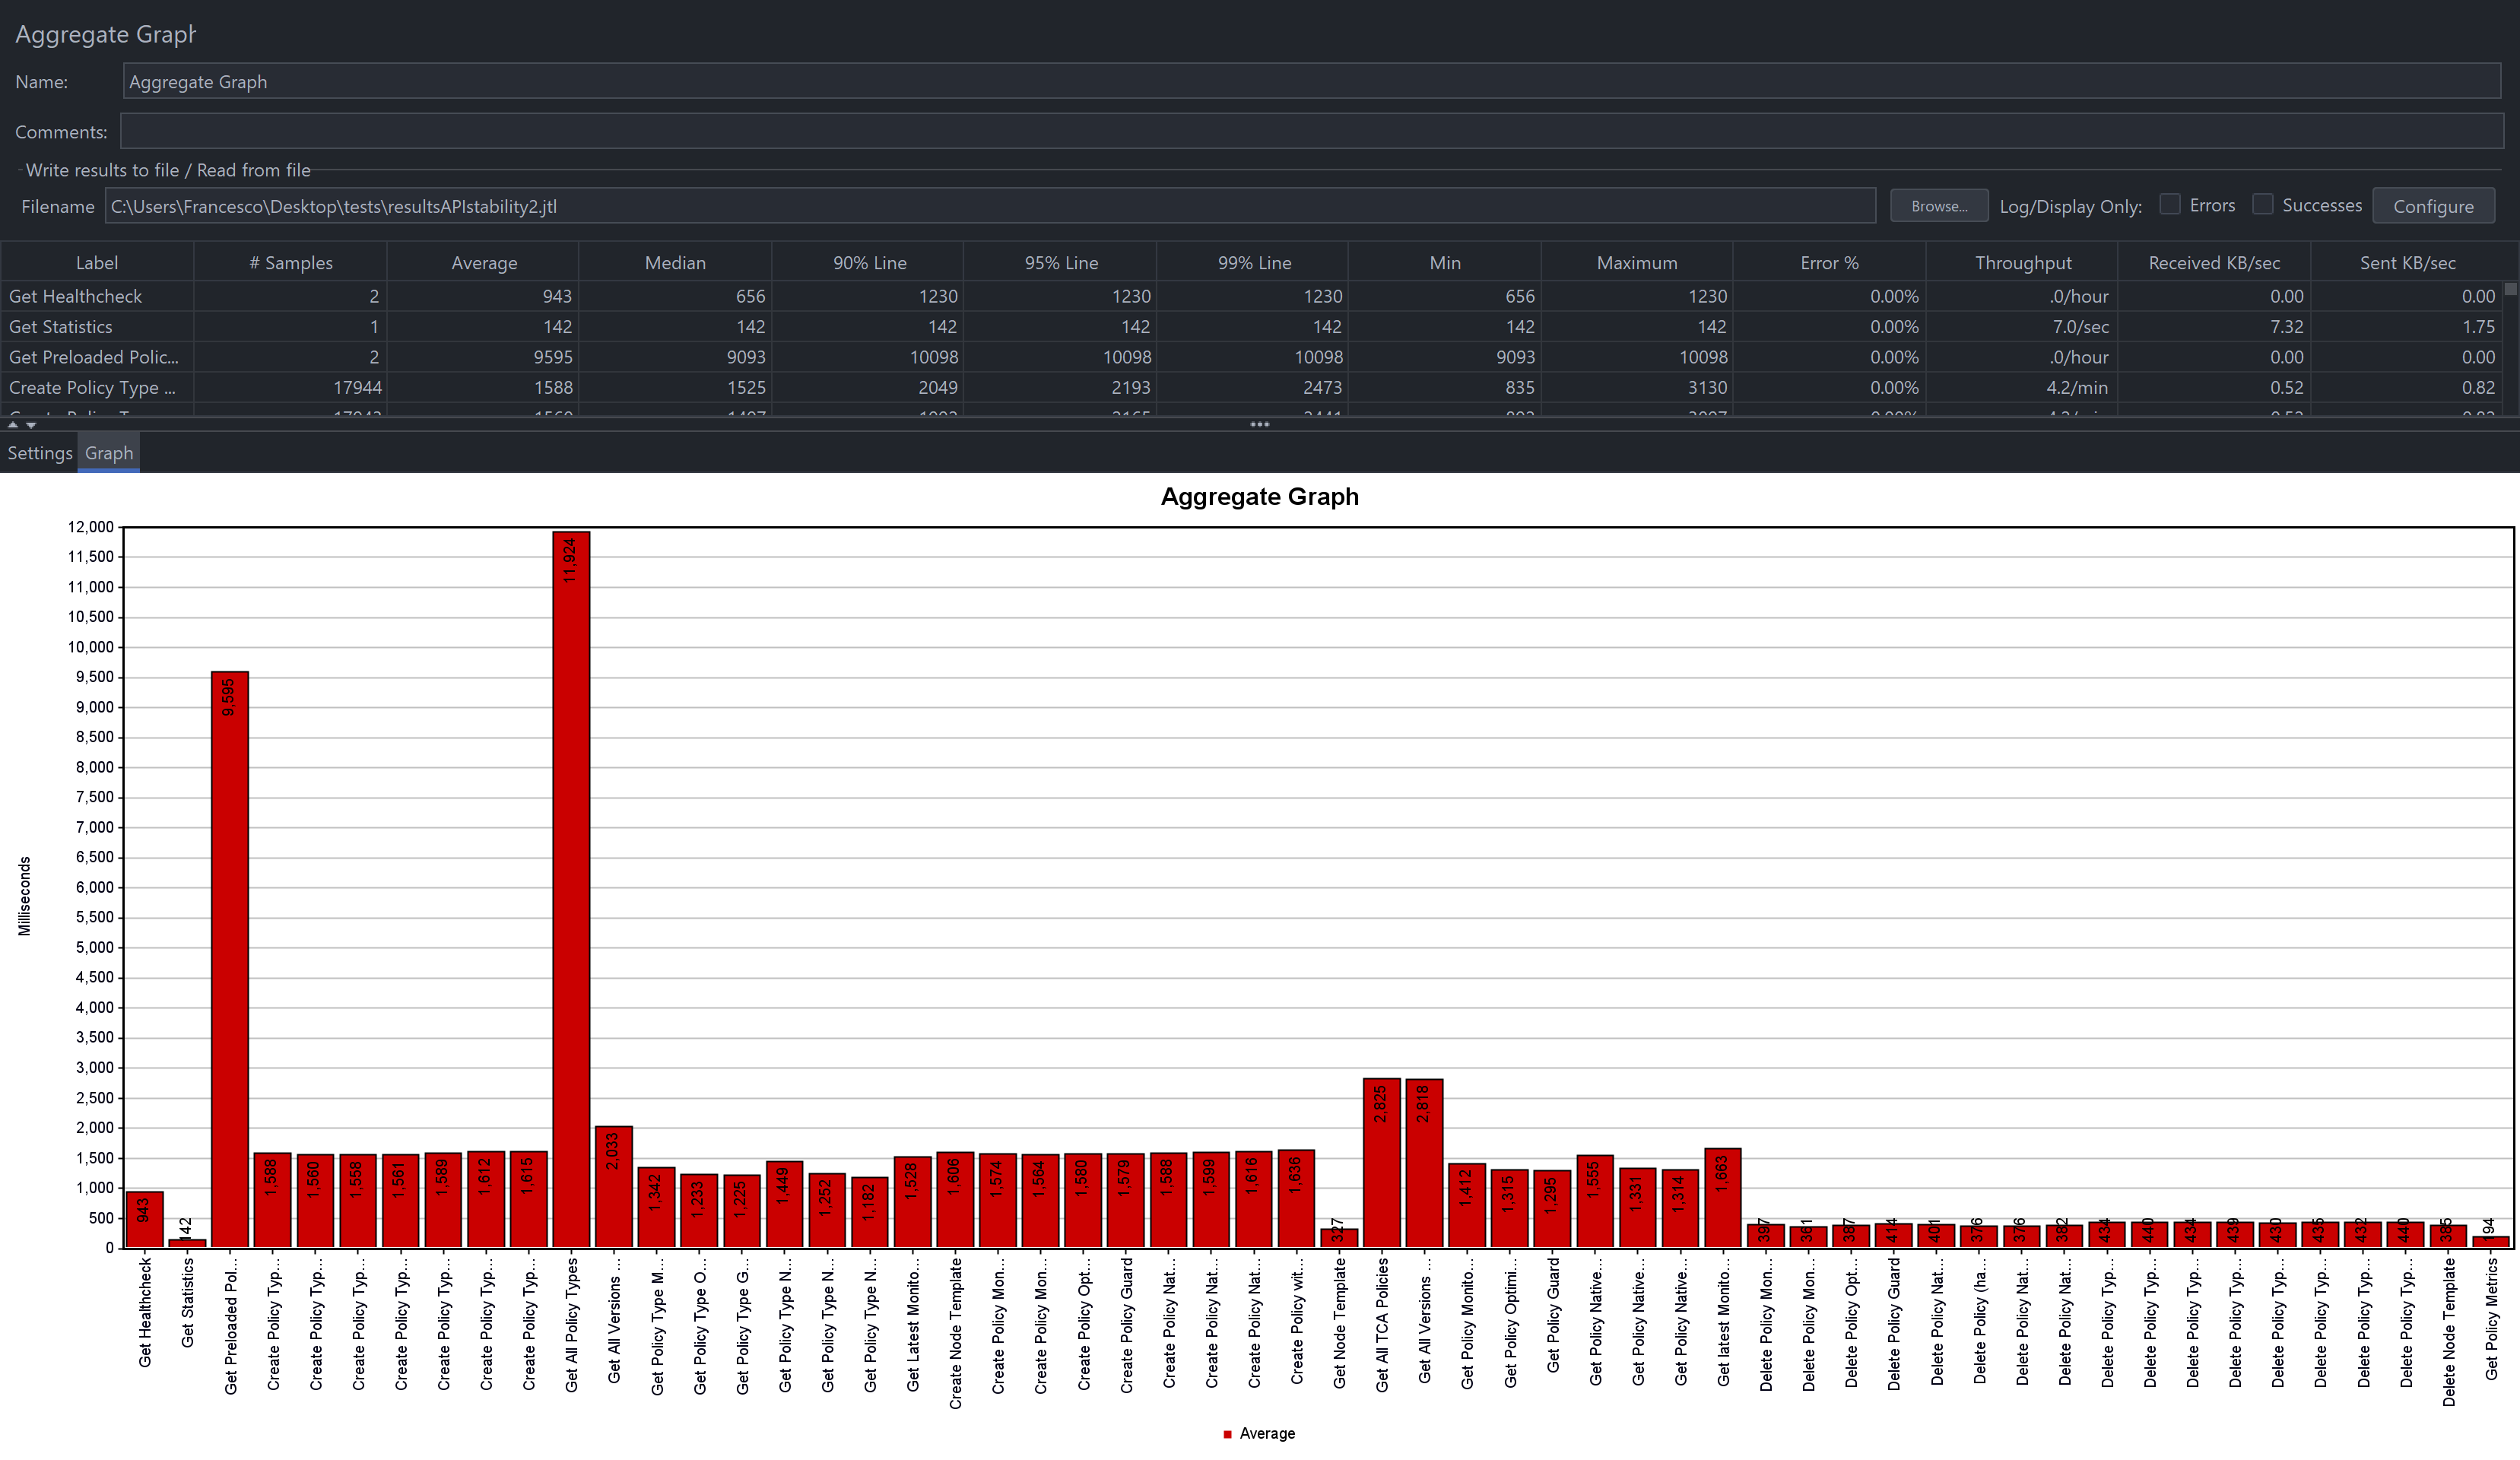 Aggregate Graph
Name: Aggregate Graph
Comments:
Write results to file / Read from file
Filename C:\Users\Francesco\Desktop\tests\resultsAPIstability2.jtl Browse... Log/Display Only: Errors Successes Configure
Label # Samples Average Median 90% Line 95% Line 99% Line Min Maximum Error % Throughput Received KB/sec Sent KB/sec
Get Healthcheck 2 943 656 1230 1230 1230 656 1230 0.00% .0/hour 0.00 0.00
Get Statistics 1 142 142 142 142 142 142 142 0.00% 7.0/sec 7.32 1.75
Get Preloaded Polic... 2 9595 9093 10098 10098 10098 9093 10098 0.00% .0/hour 0.00 0.00
Create Policy Type ... 17944 1588 1525 2049 2193 2473 835 3130 0.00% 4.2/min 0.52 0.82
Settings Graph
Aggregate Graph
12,000
11,500
11,000
10,500
10,000
9,500
9,000
8,500
8,000
7,500
7,000
6,500
6,000
5,500
5,000
4,500
4,000
3,500
3,000
2,500
2,000
1,500
1,000
500
0
Milliseconds
943
142
9,595
1,588
1,560
1,558
1,561
1,589
1,612
1,615
11,924
2,033
1,342
1,233
1,225
1,449
1,252
1,182
1,528
1,606
1,574
1,564
1,580
1,579
1,588
1,599
1,616
1,636
327
2,825
2,818
1,412
1,315
1,295
1,555
1,331
1,314
1,663
397
361
387
414
401
376
376
382
434
440
434
439
430
435
432
440
385
194
Get Healthcheck
Get Statistics
Get Preloaded Pol...
Create Policy Typ...
Create Policy Typ...
Create Policy Typ...
Create Policy Typ...
Create Policy Typ...
Create Policy Typ...
Create Policy Typ...
Get All Policy Types
Get All Versions ...
Get Policy Type M...
Get Policy Type O...
Get Policy Type G...
Get Policy Type N...
Get Policy Type N...
Get Policy Type N...
Get Latest Monito...
Create Node Template
Create Policy Mon...
Create Policy Mon...
Create Policy Opt...
Create Policy Guard
Create Policy Nat...
Create Policy Nat...
Create Policy Nat...
Create Policy wit...
Get Node Template
Get All TCA Policies
Get All Versions ...
Get Policy Monito...
Get Policy Optimi...
Get Policy Guard
Get Policy Native...
Get Policy Native...
Get Policy Native...
Get latest Monito...
Delete Policy Mon...
Delete Policy Mon...
Delete Policy Opt...
Delete Policy Guard
Delete Policy Nat...
Delete Policy (ha...
Delete Policy Nat...
Delete Policy Nat...
Delete Policy Typ...
Delete Policy Typ...
Delete Policy Typ...
Delete Policy Typ...
Delete Policy Typ...
Delete Policy Typ...
Delete Policy Typ...
Delete Policy Typ...
Delete Node Template
Get Policy Metrics
Average